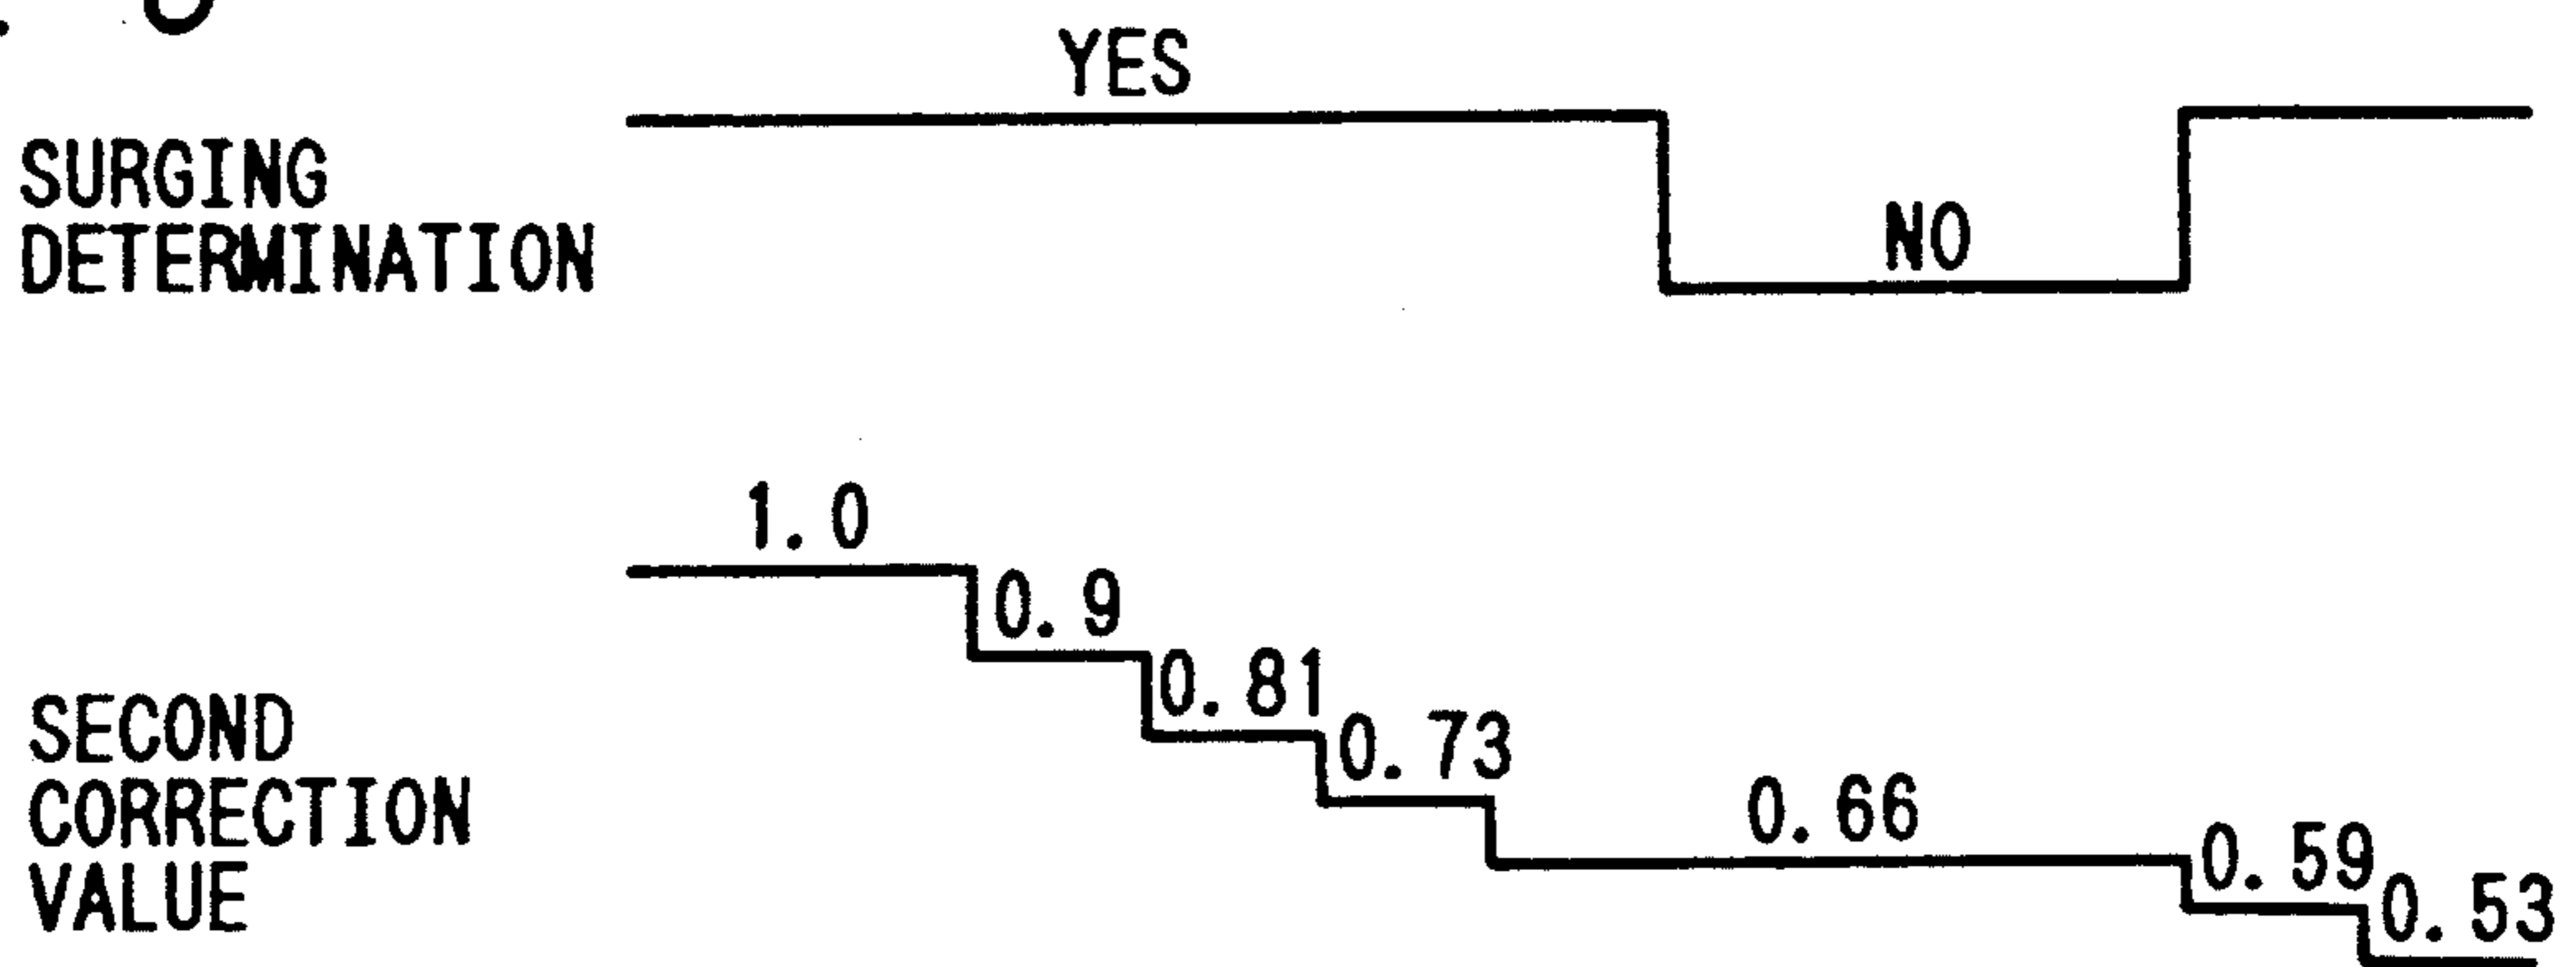 YES
SURGING
DETERMINATION
NO
1.0
0.9
0.81
0.73
0.66
0.59
0.53
SECOND
CORRECTION
VALUE